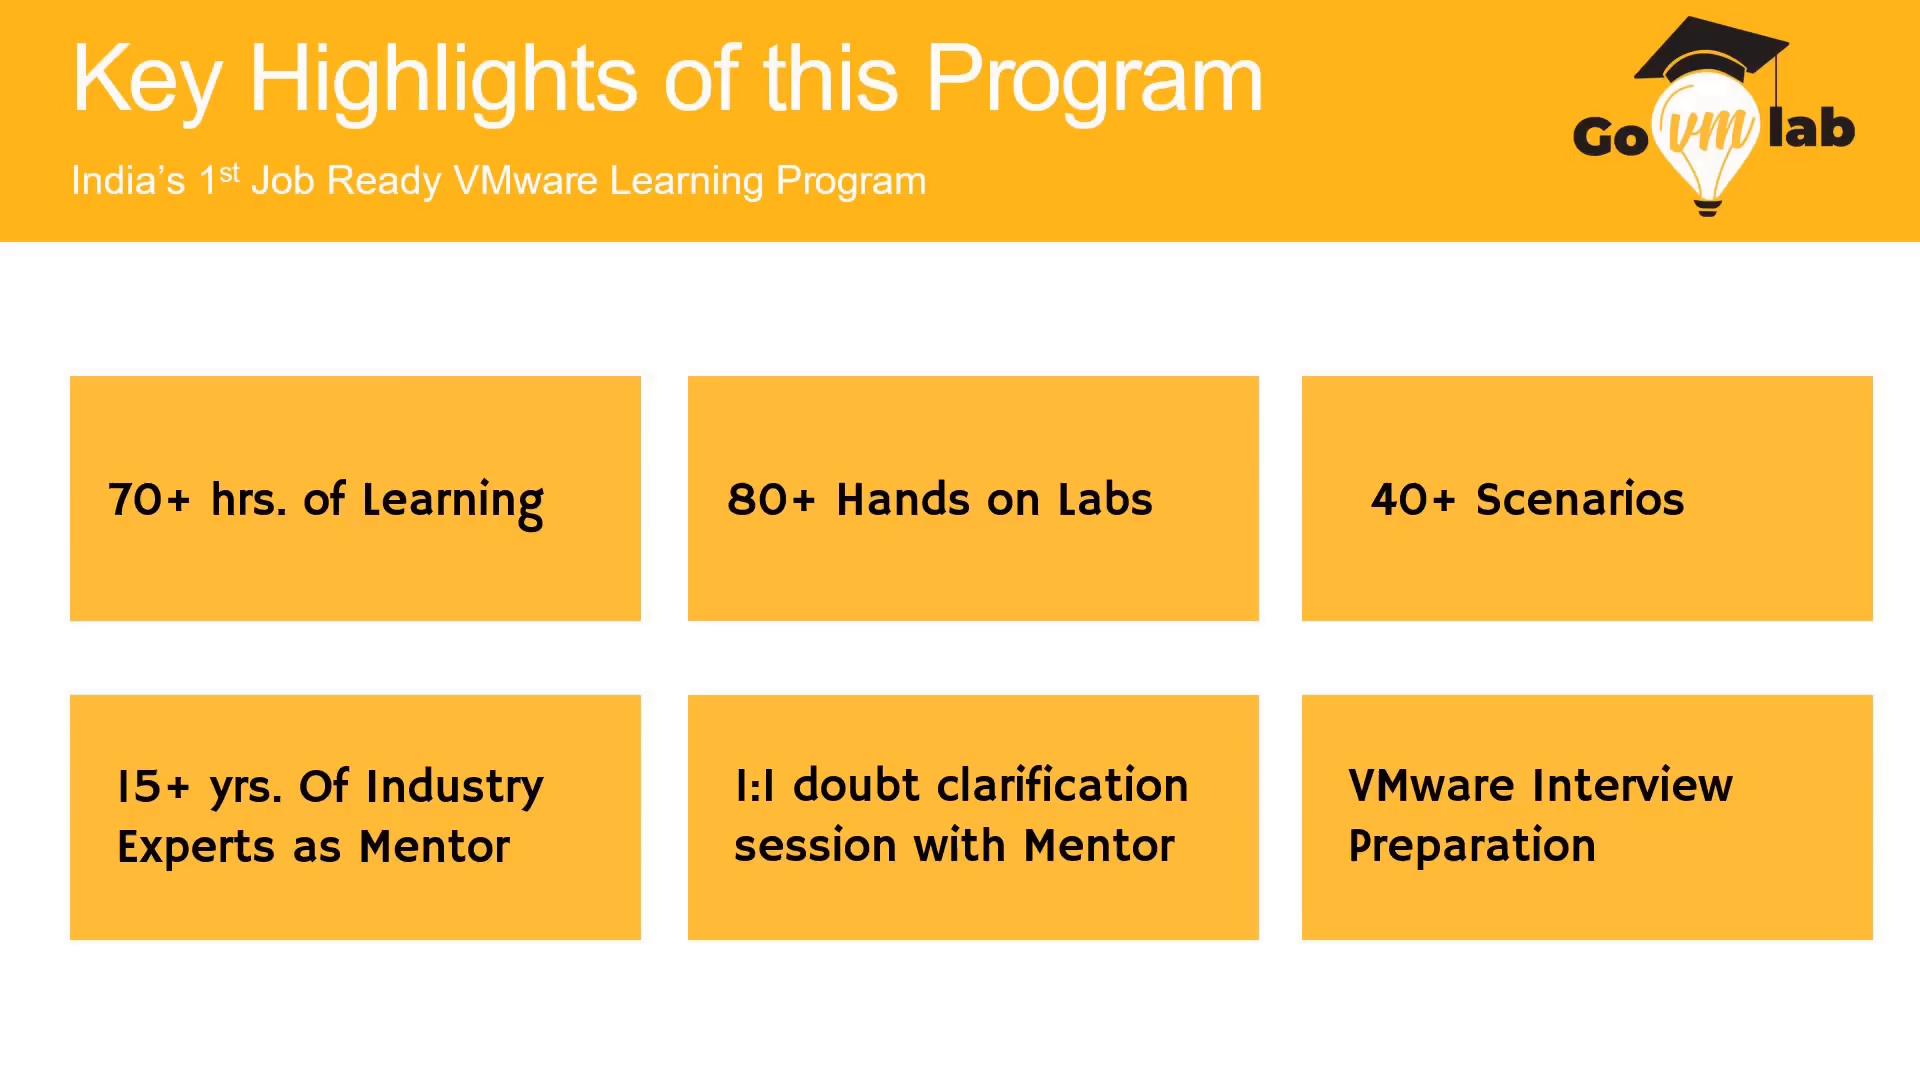 Key Highlights of this Program
India’s 1st Job Ready VMware Learning Program
Go vm lab
70+ hrs. of Learning
80+ Hands on Labs
40+ Scenarios
15+ yrs. Of Industry
Experts as Mentor
1:1 doubt clarification
session with Mentor
VMware Interview
Preparation